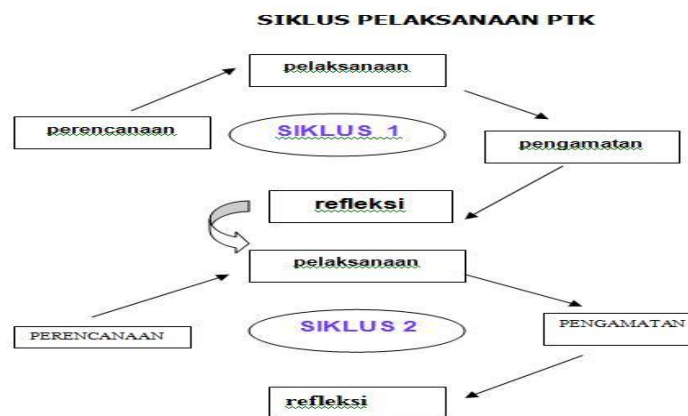 SIKLUS PELAKSANAAN PTK
pelaksanaan
perencanaan
SIKLUS 1
pengamatan
refleksi
pelaksanaan
PERENCANAAN
SIKLUS 2
PENGAMATAN
refleksi